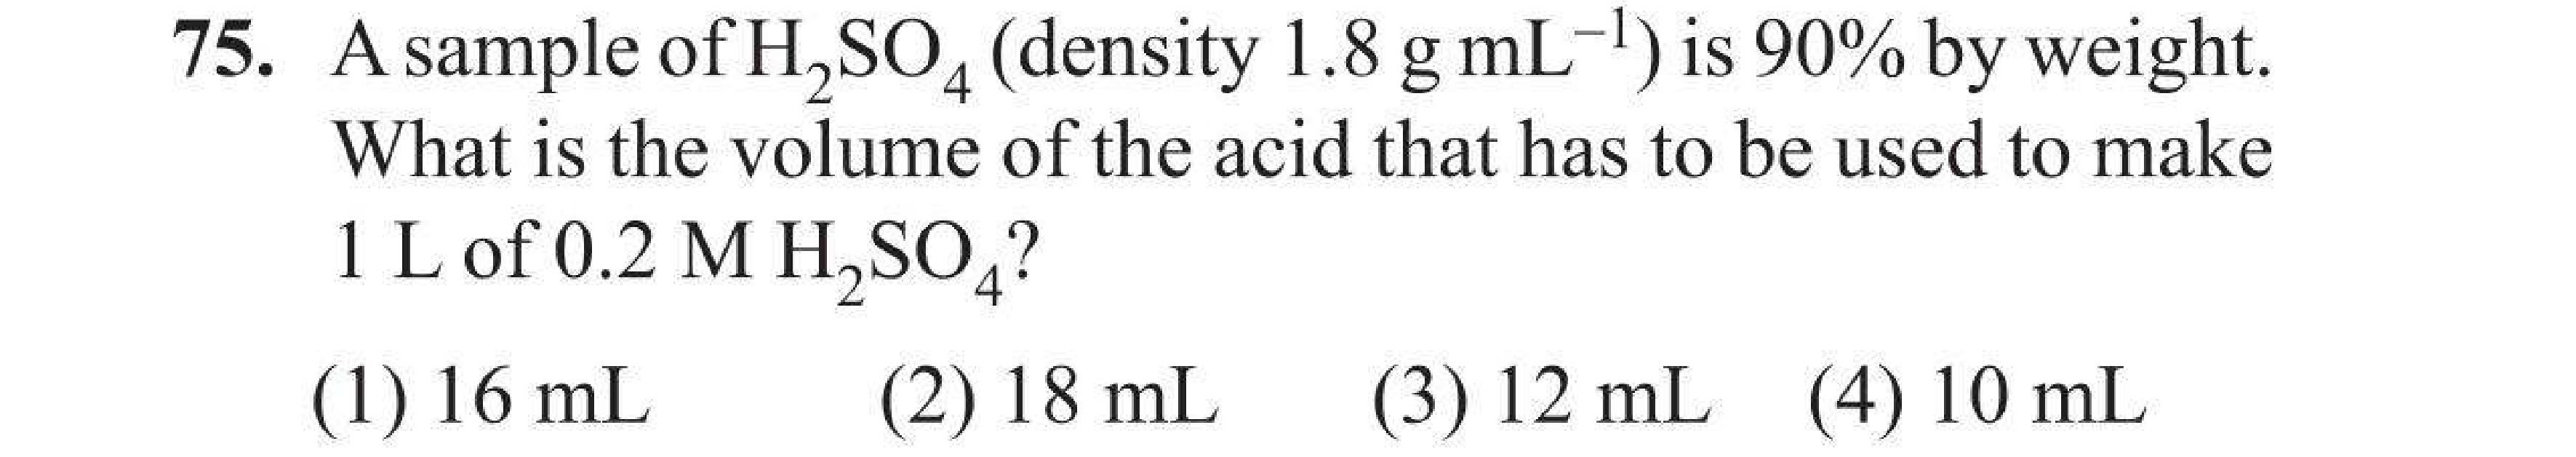 75. A sample of H₂SO₄ (density 1.8 g mL⁻¹) is 90% by weight.
What is the volume of the acid that has to be used to make
1 L of 0.2 M H₂SO₄?
(1) 16 mL (2) 18 mL (3) 12 mL (4) 10 mL